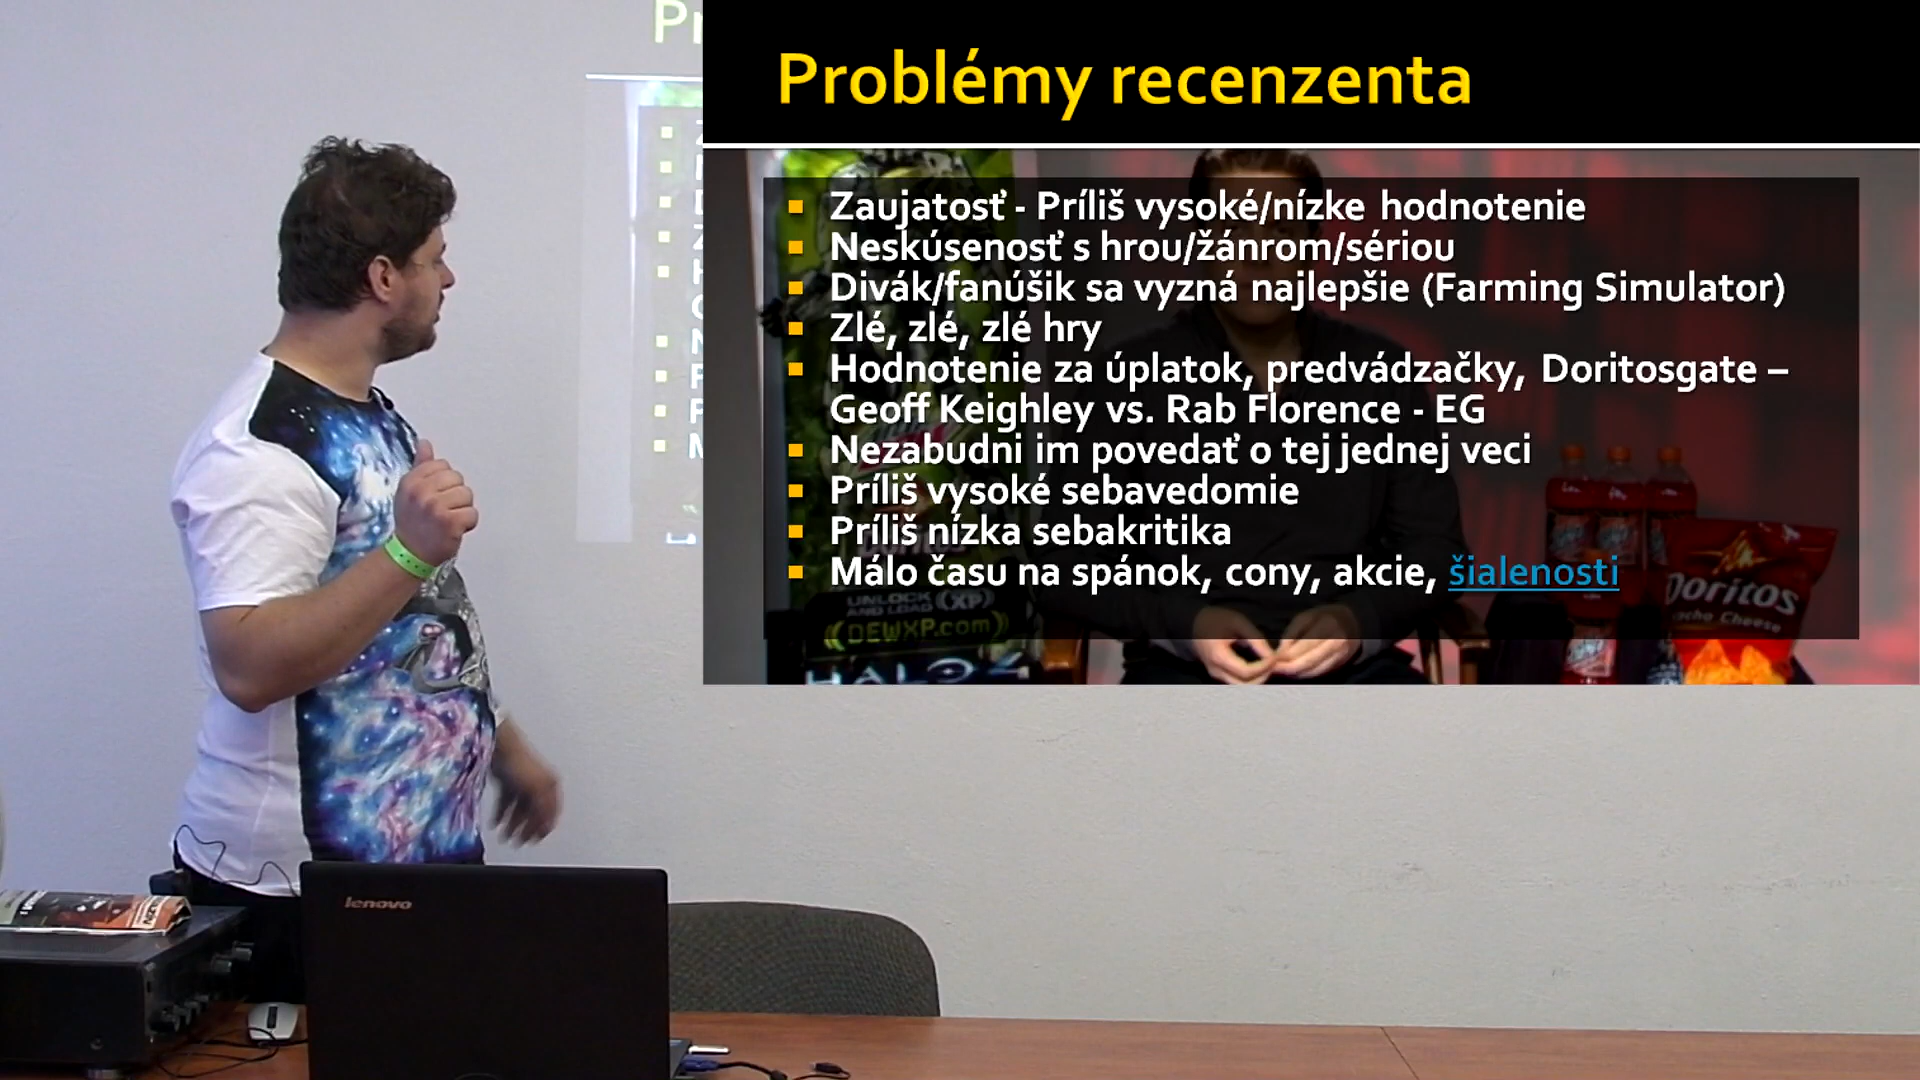 Problémy recenzenta
Zaujatosť - Príliš vysoké/nízke hodnotenie
Neskúsenosť s hrou/žánrom/sériou
Divák/fanúšik sa vyzná najlepšie (Farming Simulator)
Zlé, zlé, zlé hry
Hodnotenie za úplatok, predvádzačky, Doritosgate –
Geoff Keighley vs. Rab Florence - EG
Nezabudni im povedať o tej jednej veci
Príliš vysoké sebavedomie
Príliš nízka sebakritika
Málo času na spánok, cony, akcie, šialenosti
UNLOCK
AND LOAD (XP)
(DEWXP.com)
HALO 4
Doritos
Nacho Cheese
Pr
lenovo